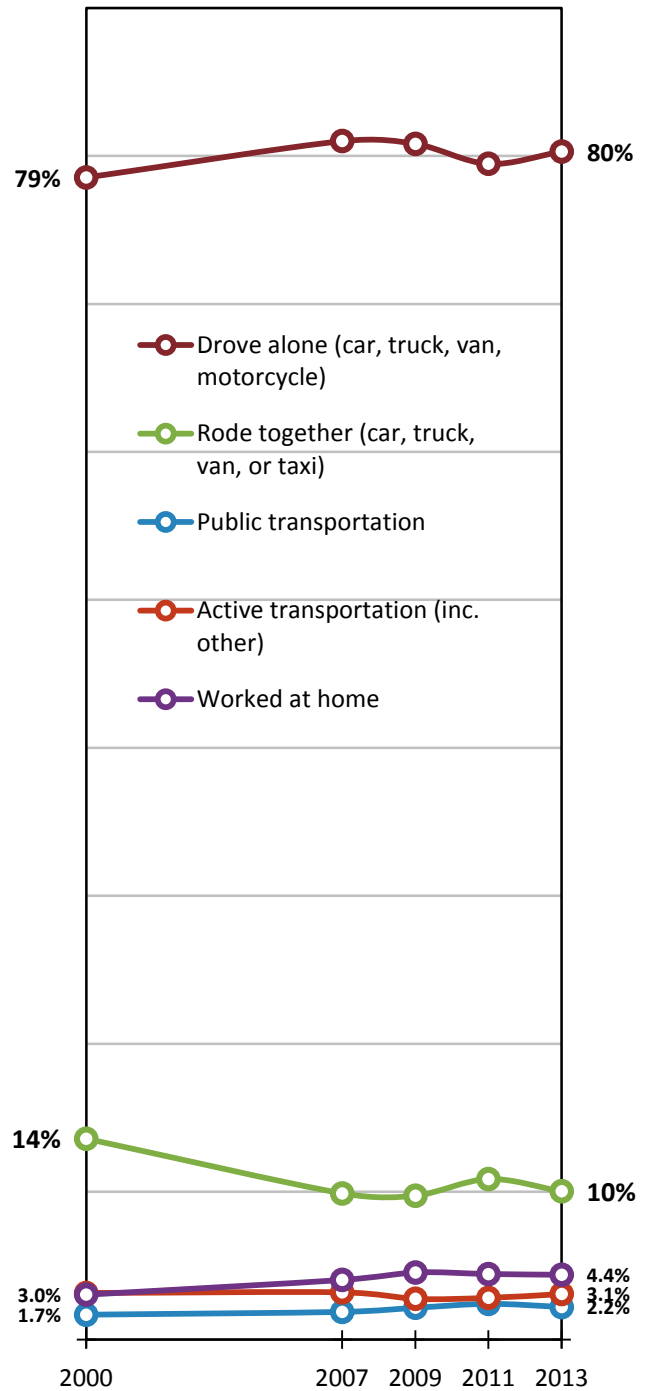 79%
80%
Drove alone (car, truck, van,
motorcycle)
Rode together (car, truck,
van, or taxi)
Public transportation
Active transportation (inc.
other)
Worked at home
14%
10%
4.4%
3.0%
3.1%
1.7%
2.2%
2000 2007 2009 2011 2013